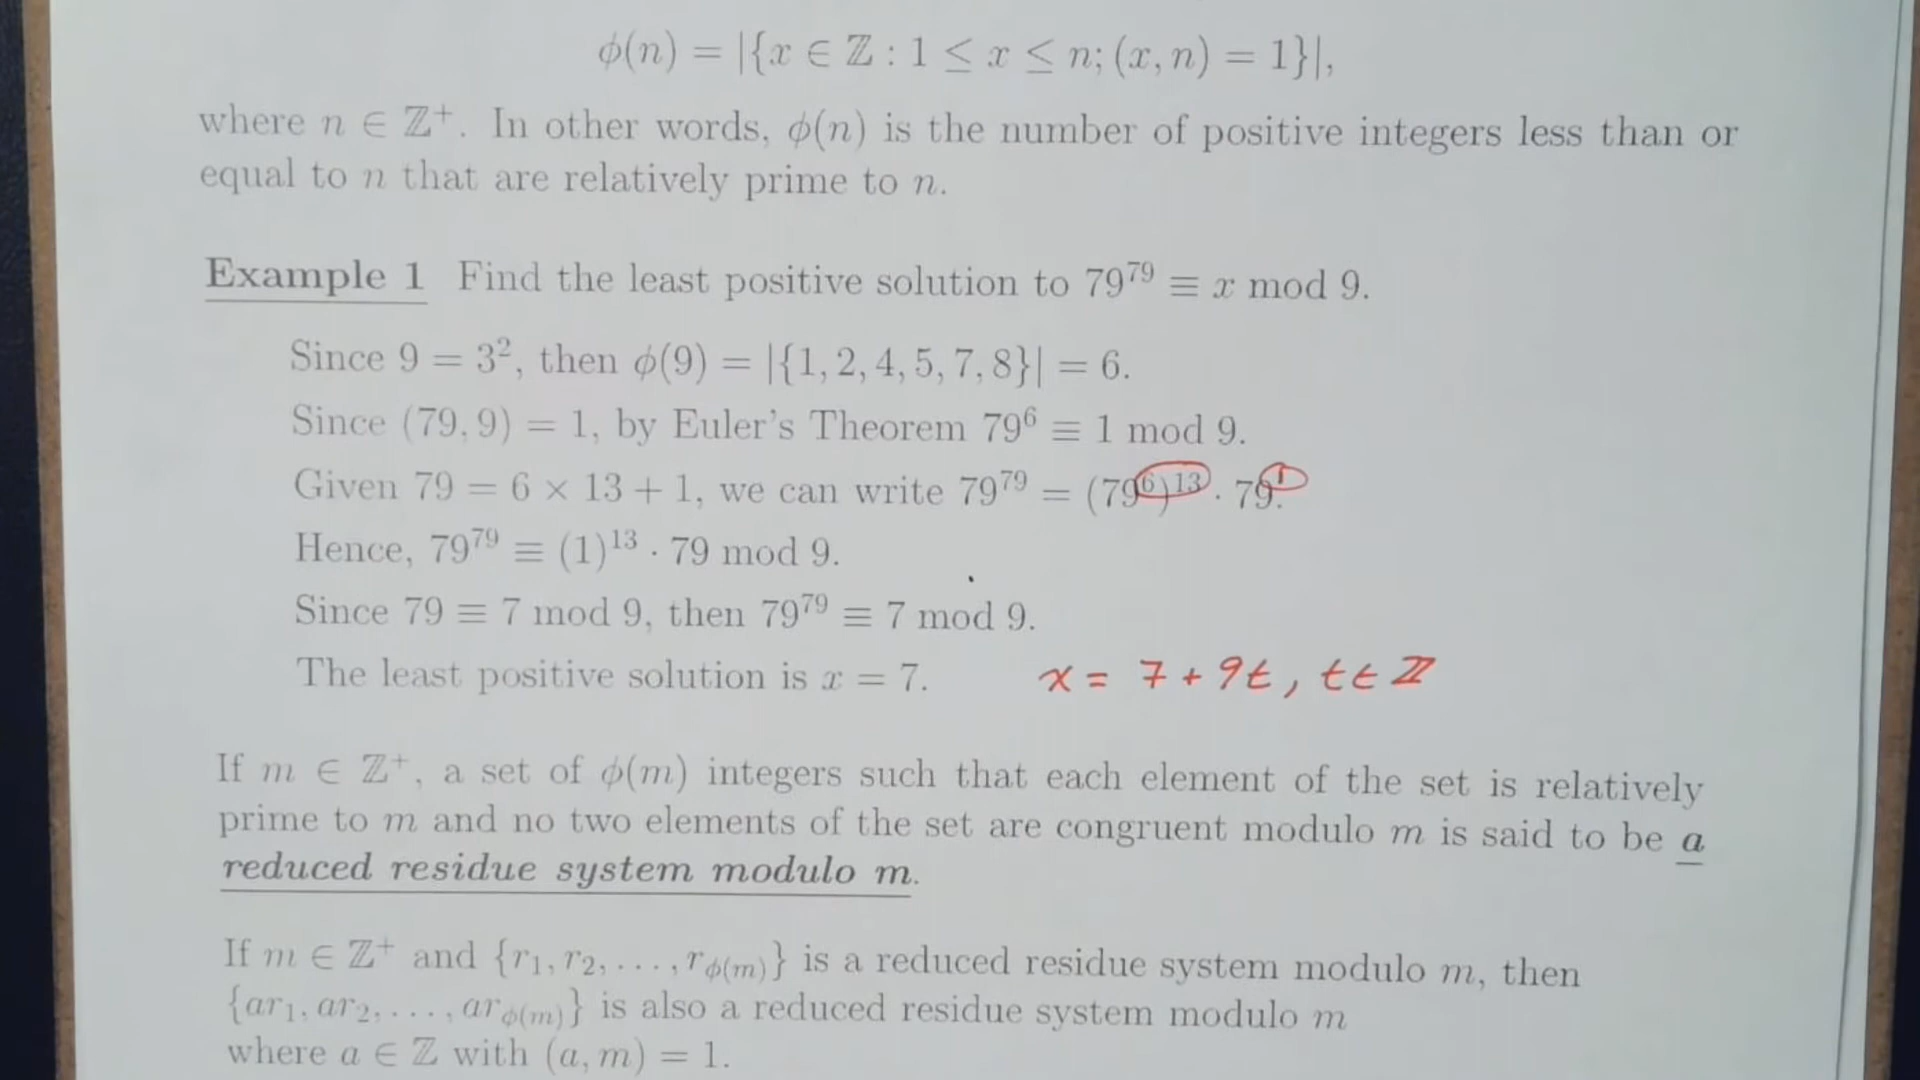 ϕ(n) = |{x ∈ ℤ : 1 ≤ x ≤ n; (x, n) = 1}|,
where n ∈ ℤ⁺. In other words, ϕ(n) is the number of positive integers less than or
equal to n that are relatively prime to n.
Example 1 Find the least positive solution to 79⁷⁹ ≡ x mod 9.
Since 9 = 3², then ϕ(9) = |{1, 2, 4, 5, 7, 8}| = 6.
Since (79, 9) = 1, by Euler's Theorem 79⁶ ≡ 1 mod 9.
Given 79 = 6 × 13 + 1, we can write 79⁷⁹ = (79⁶)¹³ · 79¹.
Hence, 79⁷⁹ ≡ (1)¹³ · 79 mod 9.
Since 79 ≡ 7 mod 9, then 79⁷⁹ ≡ 7 mod 9.
The least positive solution is x = 7. x = 7 + 9t, t ∈ ℤ
If m ∈ ℤ⁺, a set of ϕ(m) integers such that each element of the set is relatively
prime to m and no two elements of the set are congruent modulo m is said to be a
reduced residue system modulo m.
If m ∈ ℤ⁺ and {r₁, r₂, . . . , r_ϕ(m)} is a reduced residue system modulo m, then
{ar₁, ar₂, . . . , ar_ϕ(m)} is also a reduced residue system modulo m
where a ∈ ℤ with (a, m) = 1.